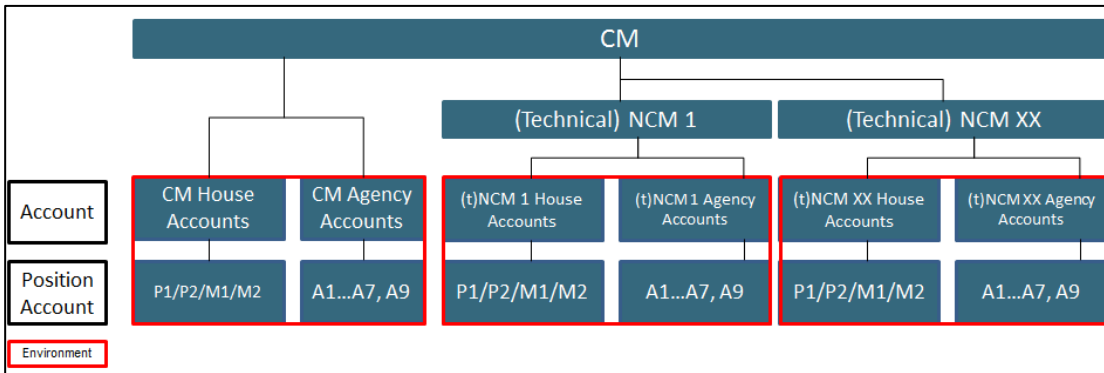 CM
(Technical) NCM 1
(Technical) NCM XX
Account
CM House
Accounts
CM Agency
Accounts
(t)NCM 1 House
Accounts
(t)NCM 1 Agency
Accounts
(t)NCM XX House
Accounts
(t)NCM XX Agency
Accounts
Position
Account
P1/P2/M1/M2
A1...A7, A9
P1/P2/M1/M2
A1...A7, A9
P1/P2/M1/M2
A1...A7, A9
Environment